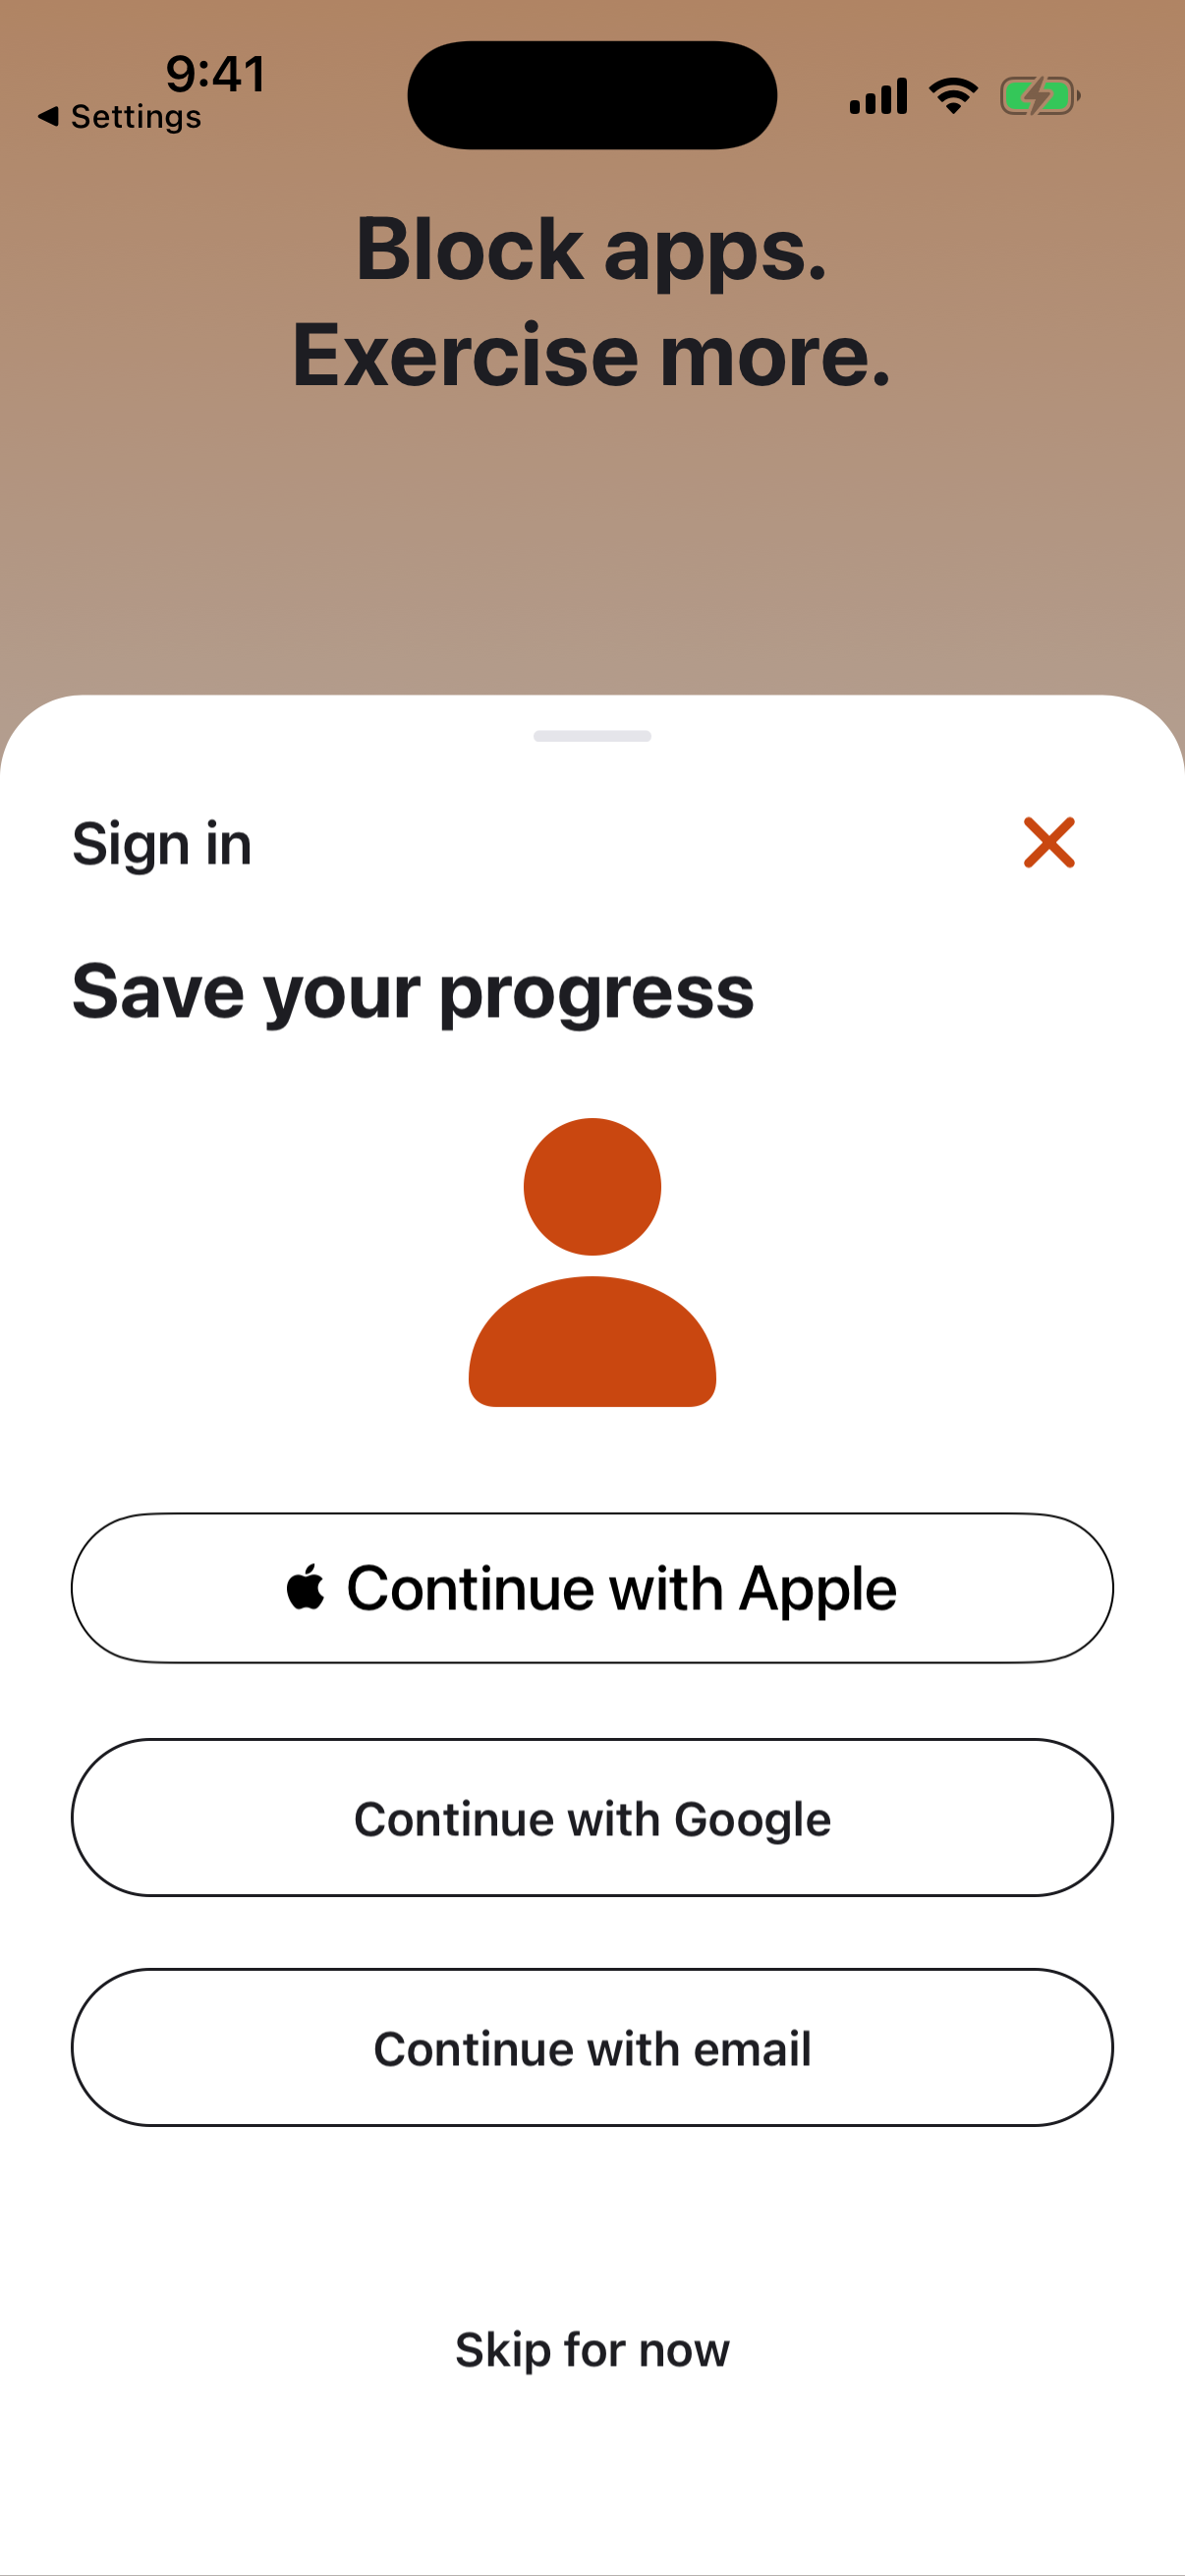 9:41
Settings
Block apps.
Exercise more.
Sign in
Save your progress
Continue with Apple
Continue with Google
Continue with email
Skip for now